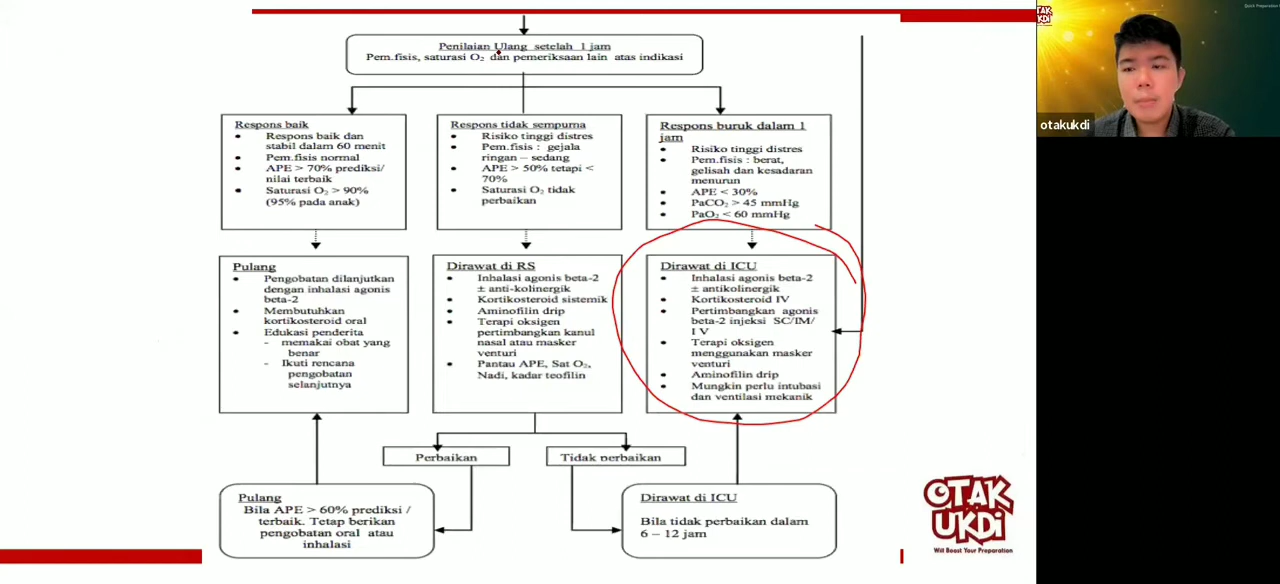 Penilaian Ulang setelah 1 jam
Pem.fisis, saturasi O₂ dan pemeriksaan lain atas indikasi
Respons baik
• Respons baik dan
stabil dalam 60 menit
• Pem.fisis normal
• APE > 70% prediksi/
nilai terbaik
• Saturasi O₂ > 90%
(95% pada anak)
Respons tidak sempurna
• Risiko tinggi distres
• Pem.fisis : gejala
ringan – sedang
• APE > 50% tetapi <
70%
• Saturasi O₂ tidak
perbaikan
Respons buruk dalam 1
jam
• Risiko tinggi distres
• Pem.fisis : berat,
gelisah dan kesadaran
menurun
• APE < 30%
• PaCO₂ > 45 mmHg
• PaO₂ < 60 mmHg
Pulang
• Pengobatan dilanjutkan
dengan inhalasi agonis
beta-2
• Membutuhkan
kortikosteroid oral
• Edukasi penderita
- memakai obat yang
benar
- Ikuti rencana
pengobatan
selanjutnya
Dirawat di RS
• Inhalasi agonis beta-2
± anti-kolinergik
• Kortikosteroid sistemik
• Aminofilin drip
• Terapi oksigen
pertimbangkan kanul
nasal atau masker
venturi
• Pantau APE, Sat O₂,
Nadi, kadar teofilin
Dirawat di ICU
• Inhalasi agonis beta-2
± antikolinergik
• Kortikosteroid IV
• Pertimbangkan agonis
beta-2 injeksi SC/IM/
I V
• Terapi oksigen
menggunakan masker
venturi
• Aminofilin drip
• Mungkin perlu intubasi
dan ventilasi mekanik
Perbaikan
Tidak perbaikan
Pulang
Bila APE > 60% prediksi /
terbaik. Tetap berikan
pengobatan oral atau
inhalasi
Dirawat di ICU
Bila tidak perbaikan dalam
6 – 12 jam
OTAK
UKDI
Will Boost Your Preparation
otakukdi